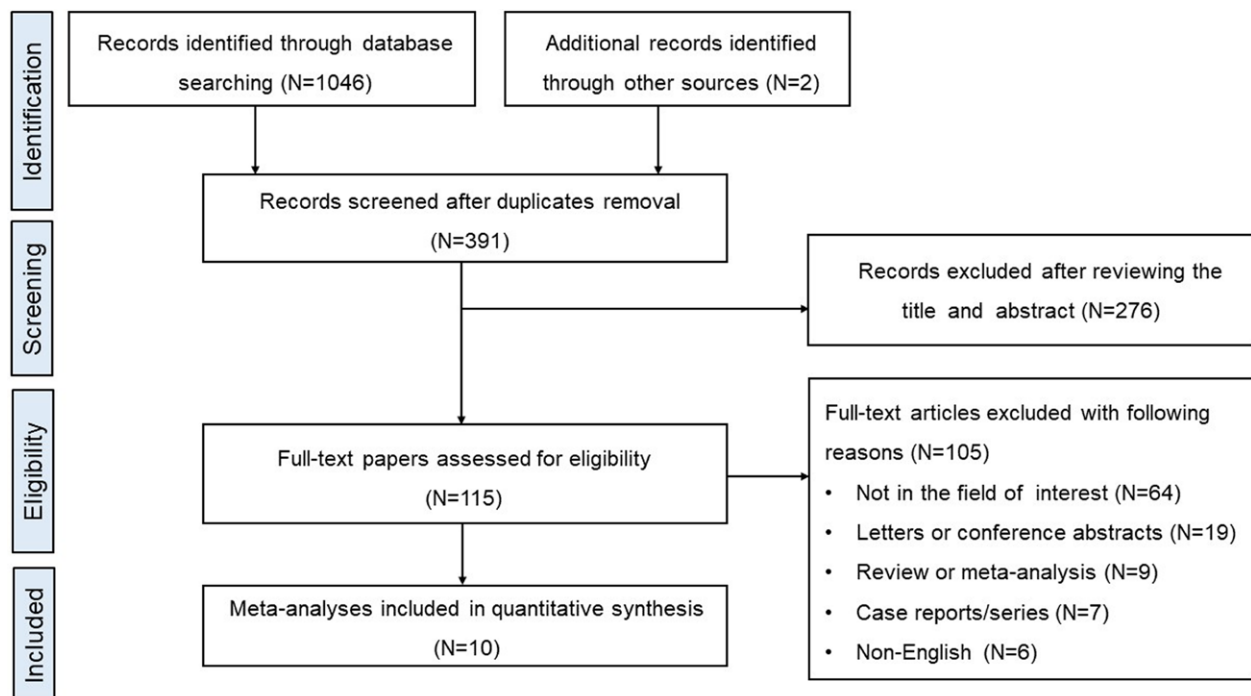 Identification
Records identified through database
searching (N=1046)
Additional records identified
through other sources (N=2)
Records screened after duplicates removal
(N=391)
Screening
Records excluded after reviewing the
title and abstract (N=276)
Eligibility
Full-text papers assessed for eligibility
(N=115)
Full-text articles excluded with following
reasons (N=105)
• Not in the field of interest (N=64)
• Letters or conference abstracts (N=19)
• Review or meta-analysis (N=9)
• Case reports/series (N=7)
• Non-English (N=6)
Included
Meta-analyses included in quantitative synthesis
(N=10)